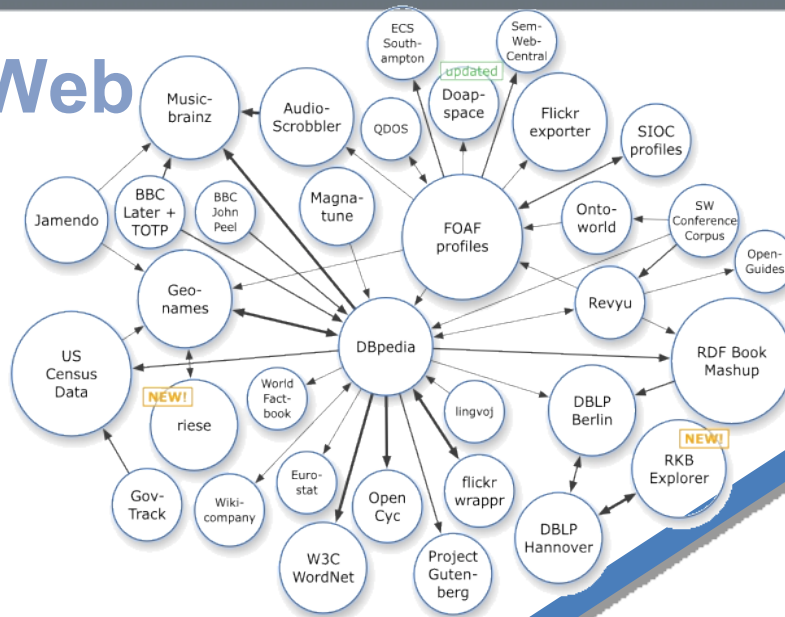 Web
ECS
South-
ampton
Sem-
Web-
Central
updated
Doap-
space
Music-
brainz
Audio-
Scrobbler
QDOS
Flickr
exporter
SIOC
profiles
Jamendo
BBC
Later +
TOTP
BBC
John
Peel
Magna-
tune
FOAF
profiles
Onto-
world
SW
Conference
Corpus
Open-
Guides
Geo-
names
Revyu
DBpedia
US
Census
Data
RDF Book
Mashup
NEW!
riese
World
Fact-
book
lingvoj
DBLP
Berlin
NEW!
RKB
Explorer
Gov-
Track
Wiki-
company
Euro-
stat
Open
Cyc
flickr
wrappr
DBLP
Hannover
W3C
WordNet
Project
Guten-
berg